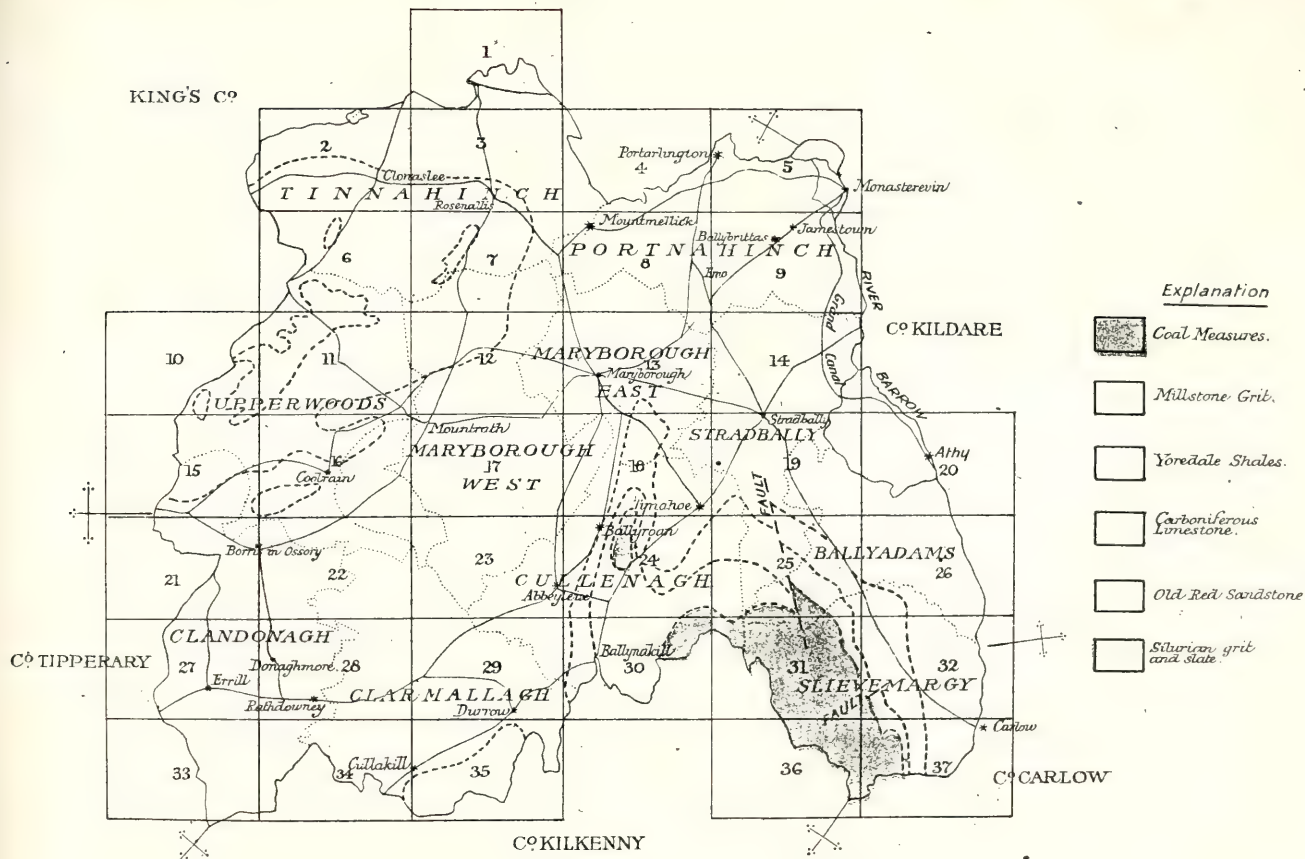 1
KING'S Cº
2
3
Portarlington
4
5
Clonaslee
Monasterevin
TINNAHINCH
Rosenallis
Mountmellick
Jamestown
Ballybrittas
6
7
PORTNAHINCH
8
Emo
9
RIVER
Grand
Canal
Cº KILDARE
10
11
12
MARYBOROUGH
13
14
Maryborough
BARROW
EAST
UPPERWOODS
Stradbally
Mountrath
STRADBALLY
MARYBOROUGH
15
16
17
18
19
Athy
20
Coolrain
WEST
Timahoe
FAULT
Ballyroan
Borris in Ossory
BALLYADAMS
21
22
23
24
25
26
CULLENAGH
Abbeyleix
CLANDONAGH
Cº TIPPERARY
Ballynakill
27
Donaghmore
28
29
30
31
32
Errill
SLIEVEMARGY
Rathdowney
CLARMALLAGH
Durrow
FAULT
Carlow
Cullakill
33
34
35
36
37
Cº CARLOW
Cº KILKENNY
Explanation
Coal Measures.
Millstone Grit.
Yoredale Shales.
Carboniferous
Limestone.
Old Red Sandstone
Silurian grit
and slate.